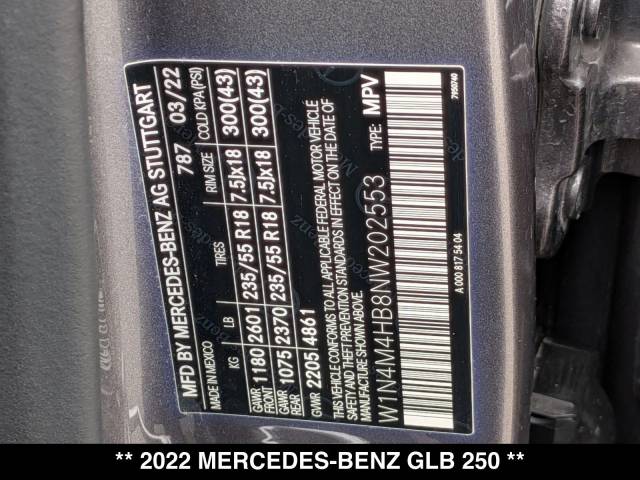 MFD BY MERCEDES-BENZ AG STUTTGART
MADE IN MEXICO 787 03/22
KG LB TIRES RIM SIZE COLD KPA(PSI)
GAWR FRONT 1180 2601 235/55 R18 7.5Jx18 300(43)
GAWR REAR 1075 2370 235/55 R18 7.5Jx18 300(43)
GVWR 2205 4861
THIS VEHICLE CONFORMS TO ALL APPLICABLE FEDERAL MOTOR VEHICLE
SAFETY AND THEFT PREVENTION STANDARDS IN EFFECT ON THE DATE OF
MANUFACTURE SHOWN ABOVE.
W1N4M4HB8NW202553 TYPE: MPV
A 000 817 54 04 7950740
** 2022 MERCEDES-BENZ GLB 250 **